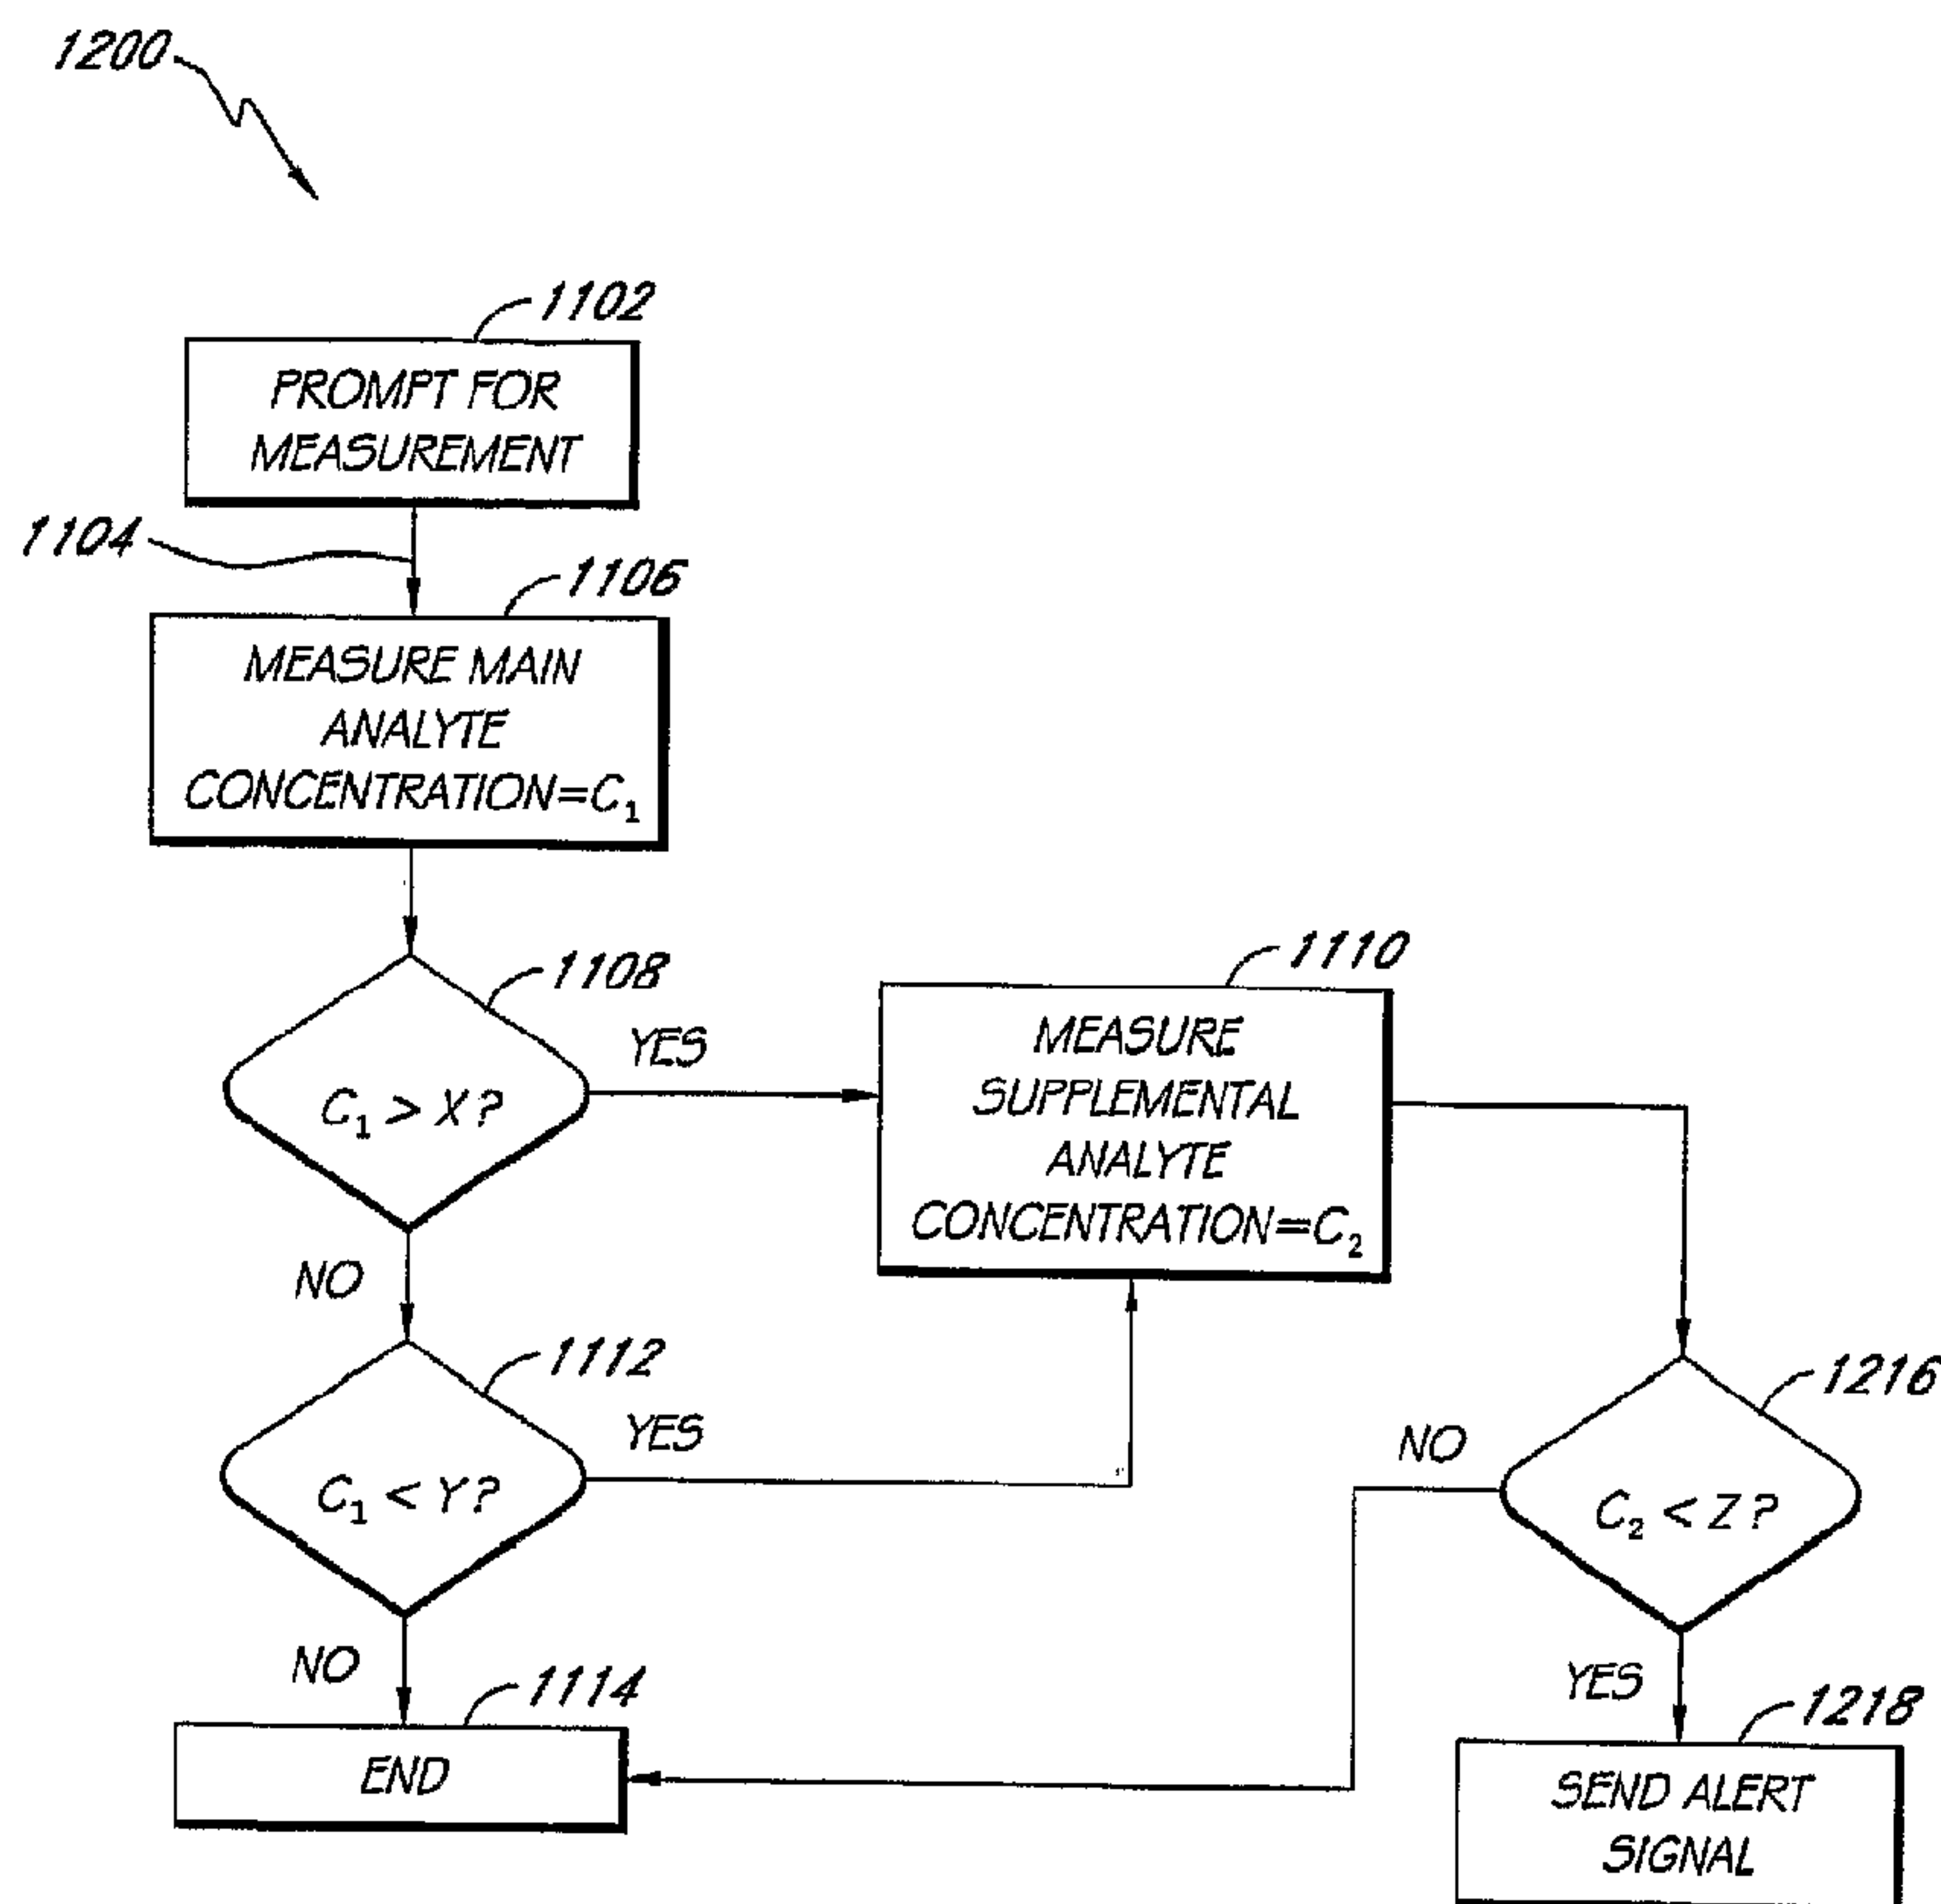 1200
1102
PROMPT FOR
MEASUREMENT
1104
1106
MEASURE MAIN
ANALYTE
CONCENTRATION=C₁
1108
C₁ > X?
YES
NO
1110
MEASURE
SUPPLEMENTAL
ANALYTE
CONCENTRATION=C₂
1112
C₁ < Y?
YES
NO
1114
END
1216
C₂ < Z?
NO
YES
1218
SEND ALERT
SIGNAL